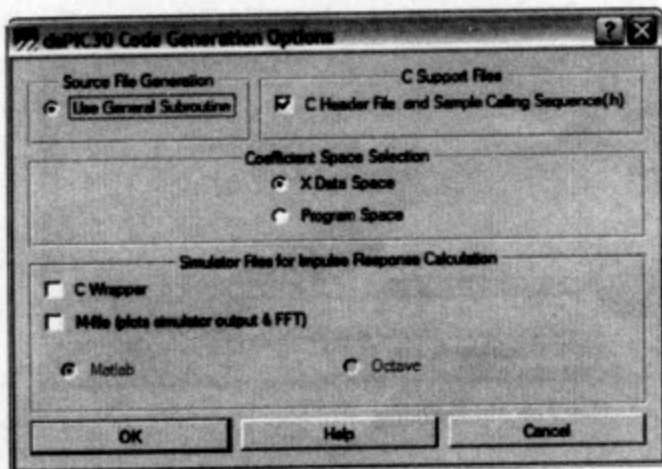 dsPIC30 Code Generation Options
Source File Generation
Use General Subroutine
C Support Files
C Header File and Sample Calling Sequence(.h)
Coefficient Space Selection
X Data Space
Program Space
Simulator Files for Impulse Response Calculation
C Wrapper
M-file (plots simulator output & FFT)
Matlab
Octave
OK
Help
Cancel